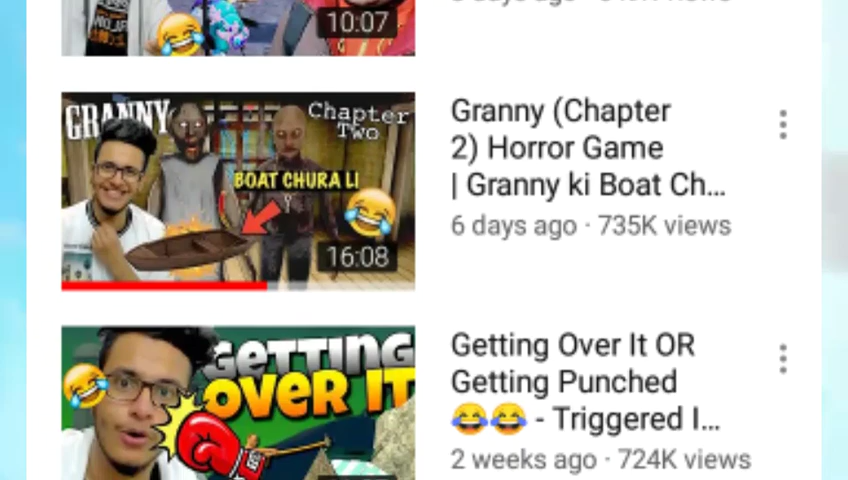 10:07
GRANNY
Chapter
Two
BOAT CHURA LI
16:08
Granny (Chapter
2) Horror Game
| Granny ki Boat Ch...
6 days ago · 735K views
GETTING
OVER IT
Getting Over It OR
Getting Punched
😂😂 - Triggered I...
2 weeks ago · 724K views